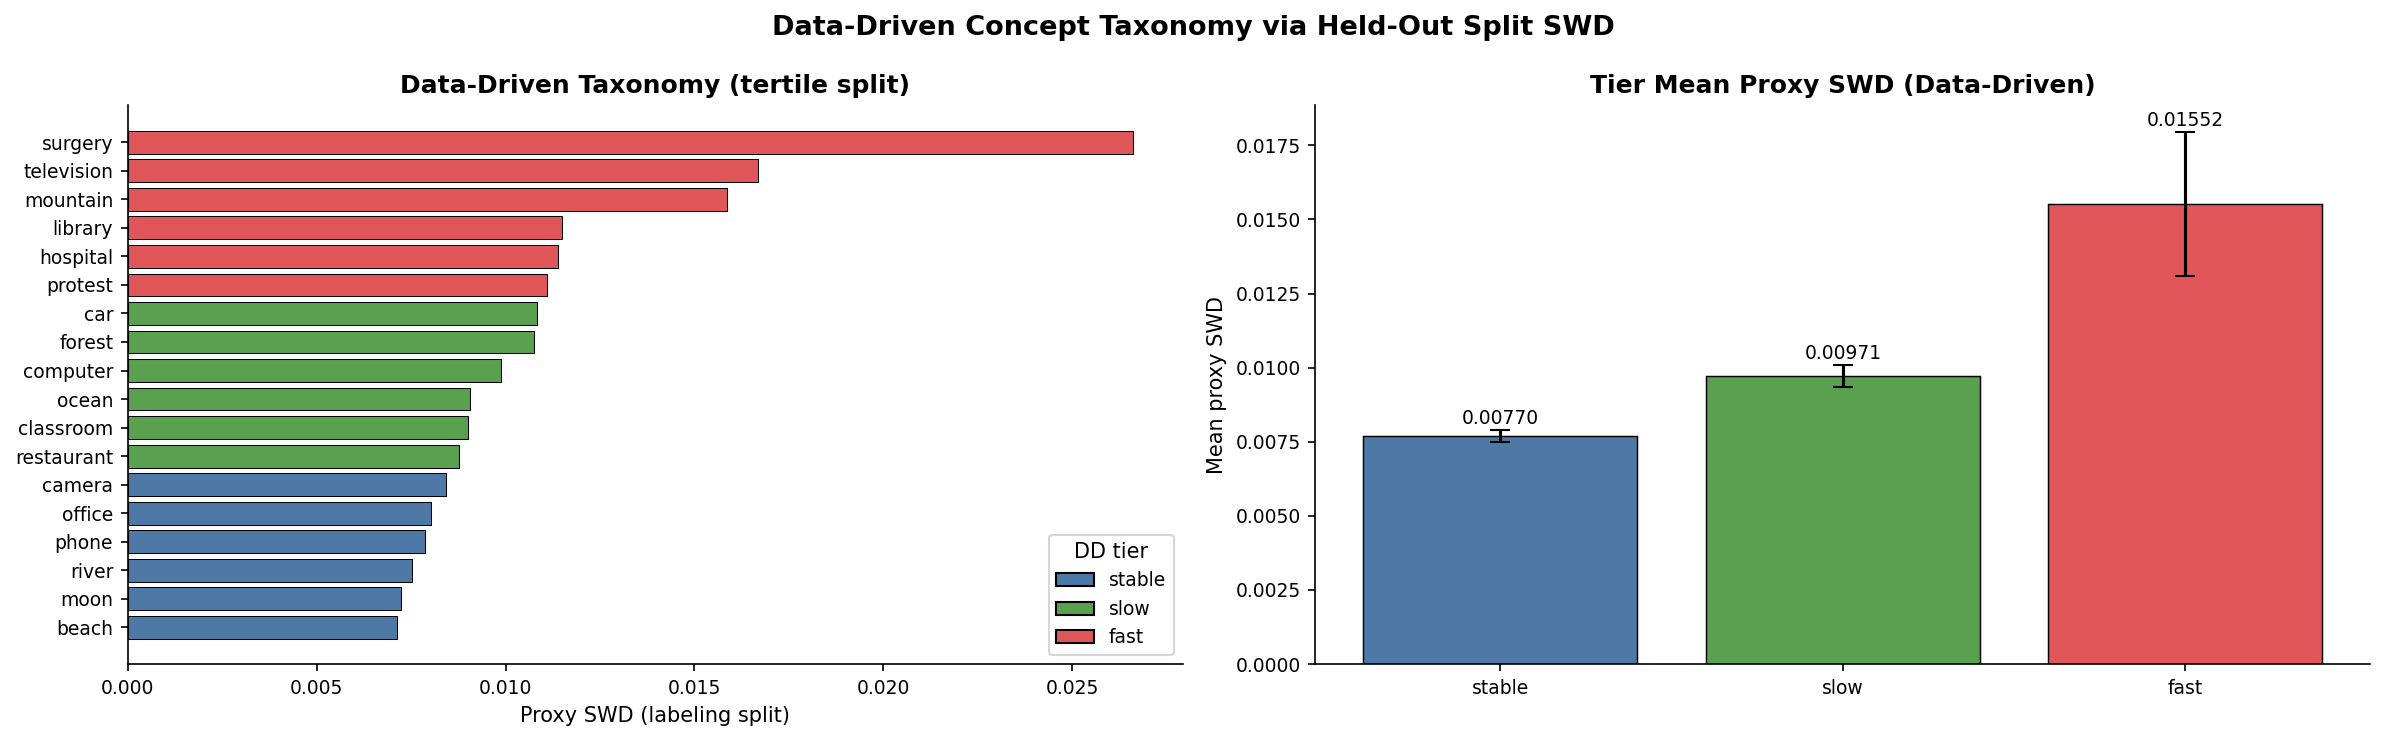 Data-Driven Concept Taxonomy via Held-Out Split SWD
Data-Driven Taxonomy (tertile split)
surgery
television
mountain
library
hospital
protest
car
forest
computer
ocean
classroom
restaurant
camera
office
phone
river
moon
beach
0.000 0.005 0.010 0.015 0.020 0.025
Proxy SWD (labeling split)
DD tier
stable
slow
fast
Tier Mean Proxy SWD (Data-Driven)
Mean proxy SWD
0.0175
0.0150
0.0125
0.0100
0.0075
0.0050
0.0025
0.0000
0.00770
0.00971
0.01552
stable slow fast